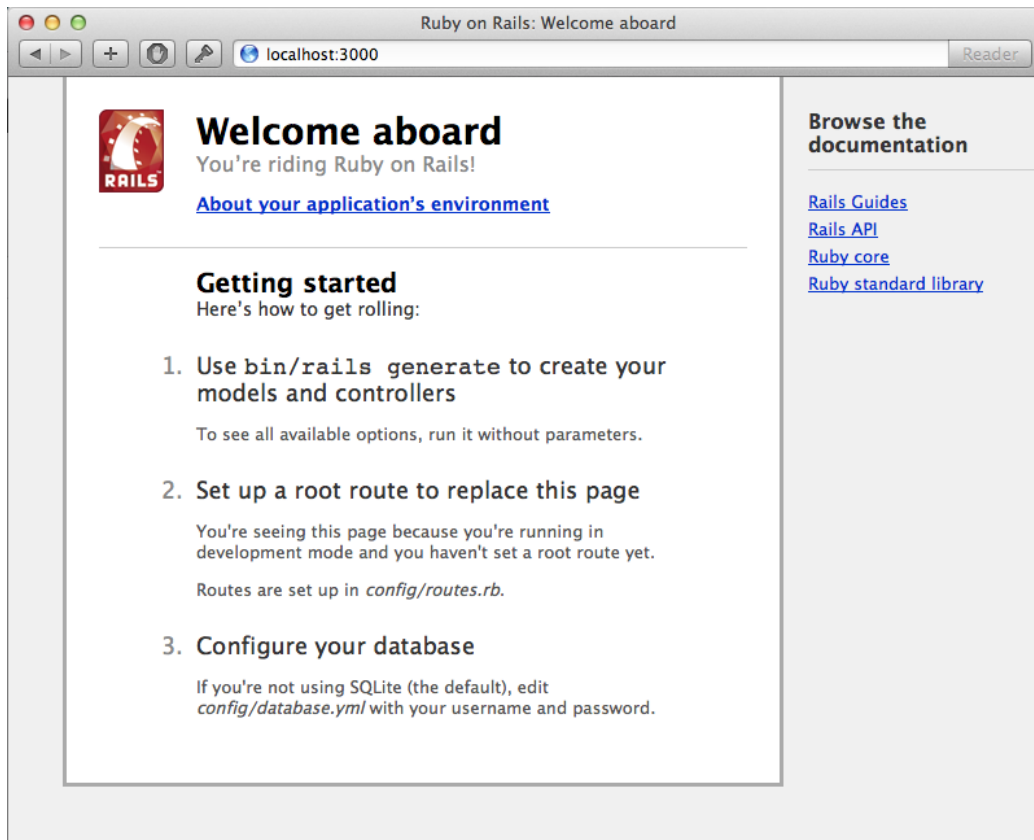 Ruby on Rails: Welcome aboard
localhost:3000
Reader
RAILS
Welcome aboard
You're riding Ruby on Rails!
About your application's environment
Getting started
Here's how to get rolling:
1. Use bin/rails generate to create your
models and controllers
To see all available options, run it without parameters.
2. Set up a root route to replace this page
You're seeing this page because you're running in
development mode and you haven't set a root route yet.
Routes are set up in config/routes.rb.
3. Configure your database
If you're not using SQLite (the default), edit
config/database.yml with your username and password.
Browse the
documentation
Rails Guides
Rails API
Ruby core
Ruby standard library